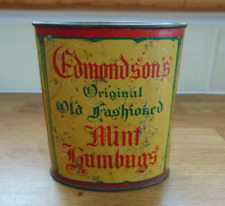 Edmondson's
Original
Old Fashioned
Mint
Humbugs